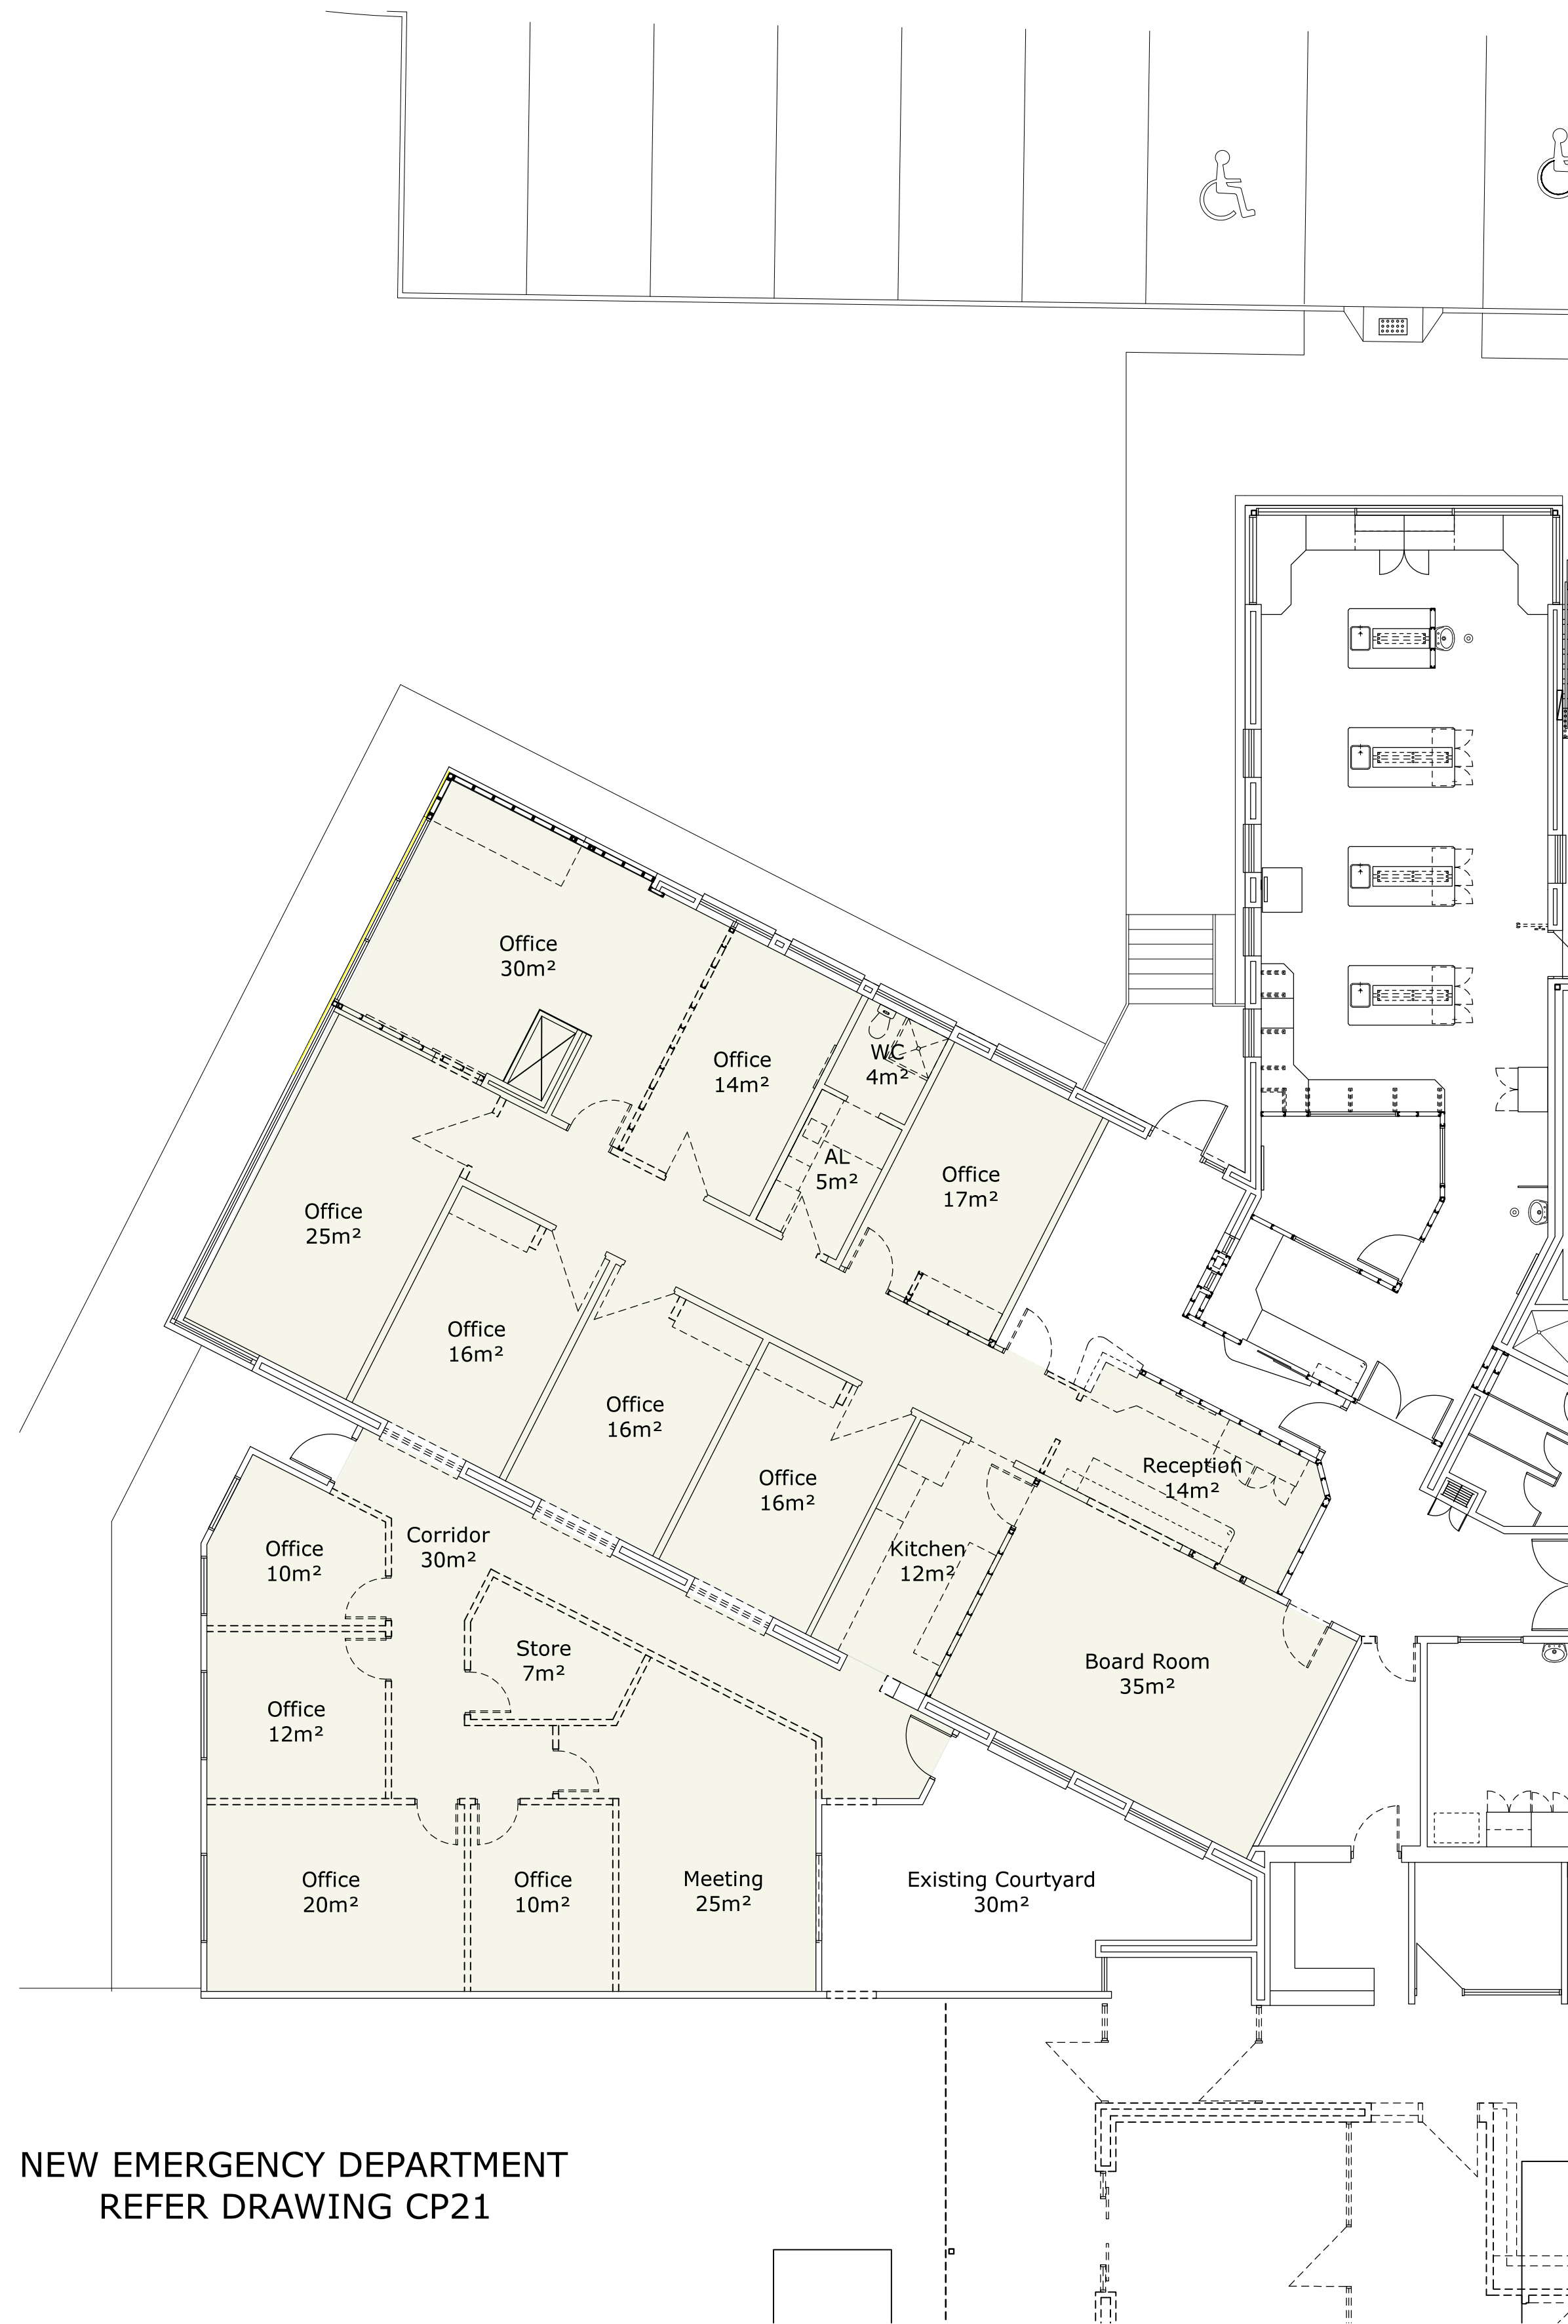 Office
30m²
Office
14m²
WC
4m²
AL
5m²
Office
17m²
Office
25m²
Office
16m²
Office
16m²
Office
16m²
Reception
14m²
Kitchen
12m²
Board Room
35m²
Corridor
30m²
Office
10m²
Store
7m²
Office
12m²
Office
20m²
Office
10m²
Meeting
25m²
Existing Courtyard
30m²
NEW EMERGENCY DEPARTMENT
REFER DRAWING CP21